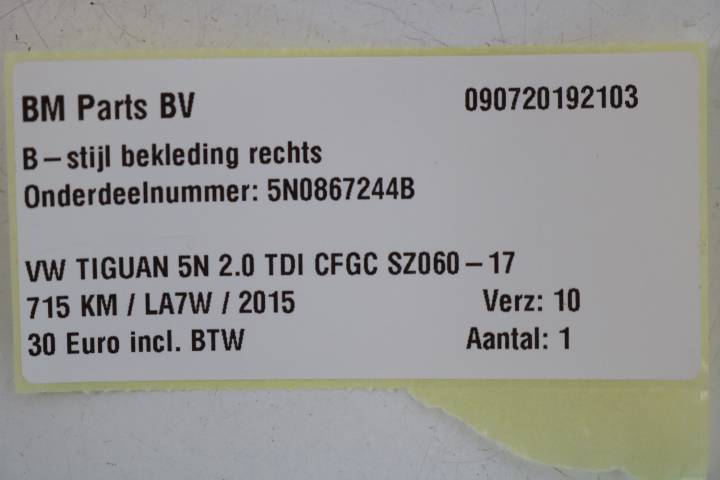 BM Parts BV 090720192103
B-stijl bekleding rechts
Onderdeelnummer: 5N0867244B
VW TIGUAN 5N 2.0 TDI CFGC SZ060-17
715 KM / LA7W / 2015 Verz: 10
30 Euro incl. BTW Aantal: 1